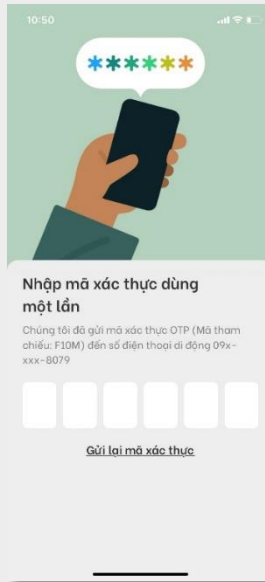 10:50
******
Nhập mã xác thực dùng
một lần
Chúng tôi đã gửi mã xác thực OTP (Mã tham
chiếu: F10M) đến số điện thoại di động 09x-
xxx-8079
Gửi lại mã xác thực